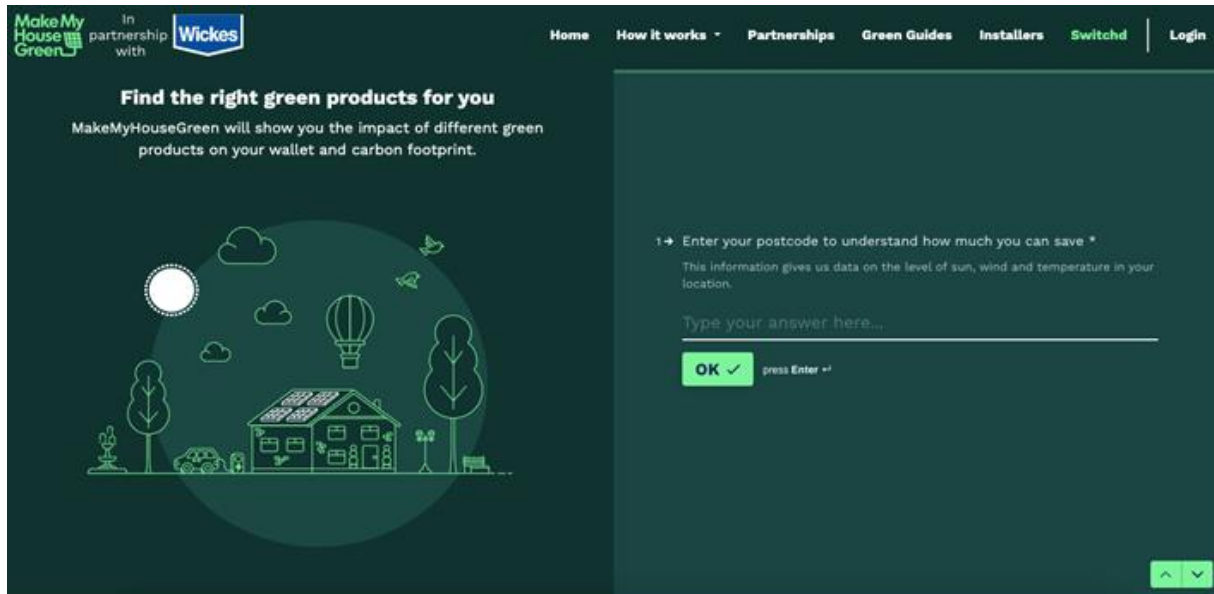 MakeMy
House
Green
In
partnership
with
Wickes
Home How it works Partnerships Green Guides Installers Switchd Login
Find the right green products for you
MakeMyHouseGreen will show you the impact of different green
products on your wallet and carbon footprint.
1 Enter your postcode to understand how much you can save *
This information gives us data on the level of sun, wind and temperature in your
location.
Type your answer here...
OK press Enter